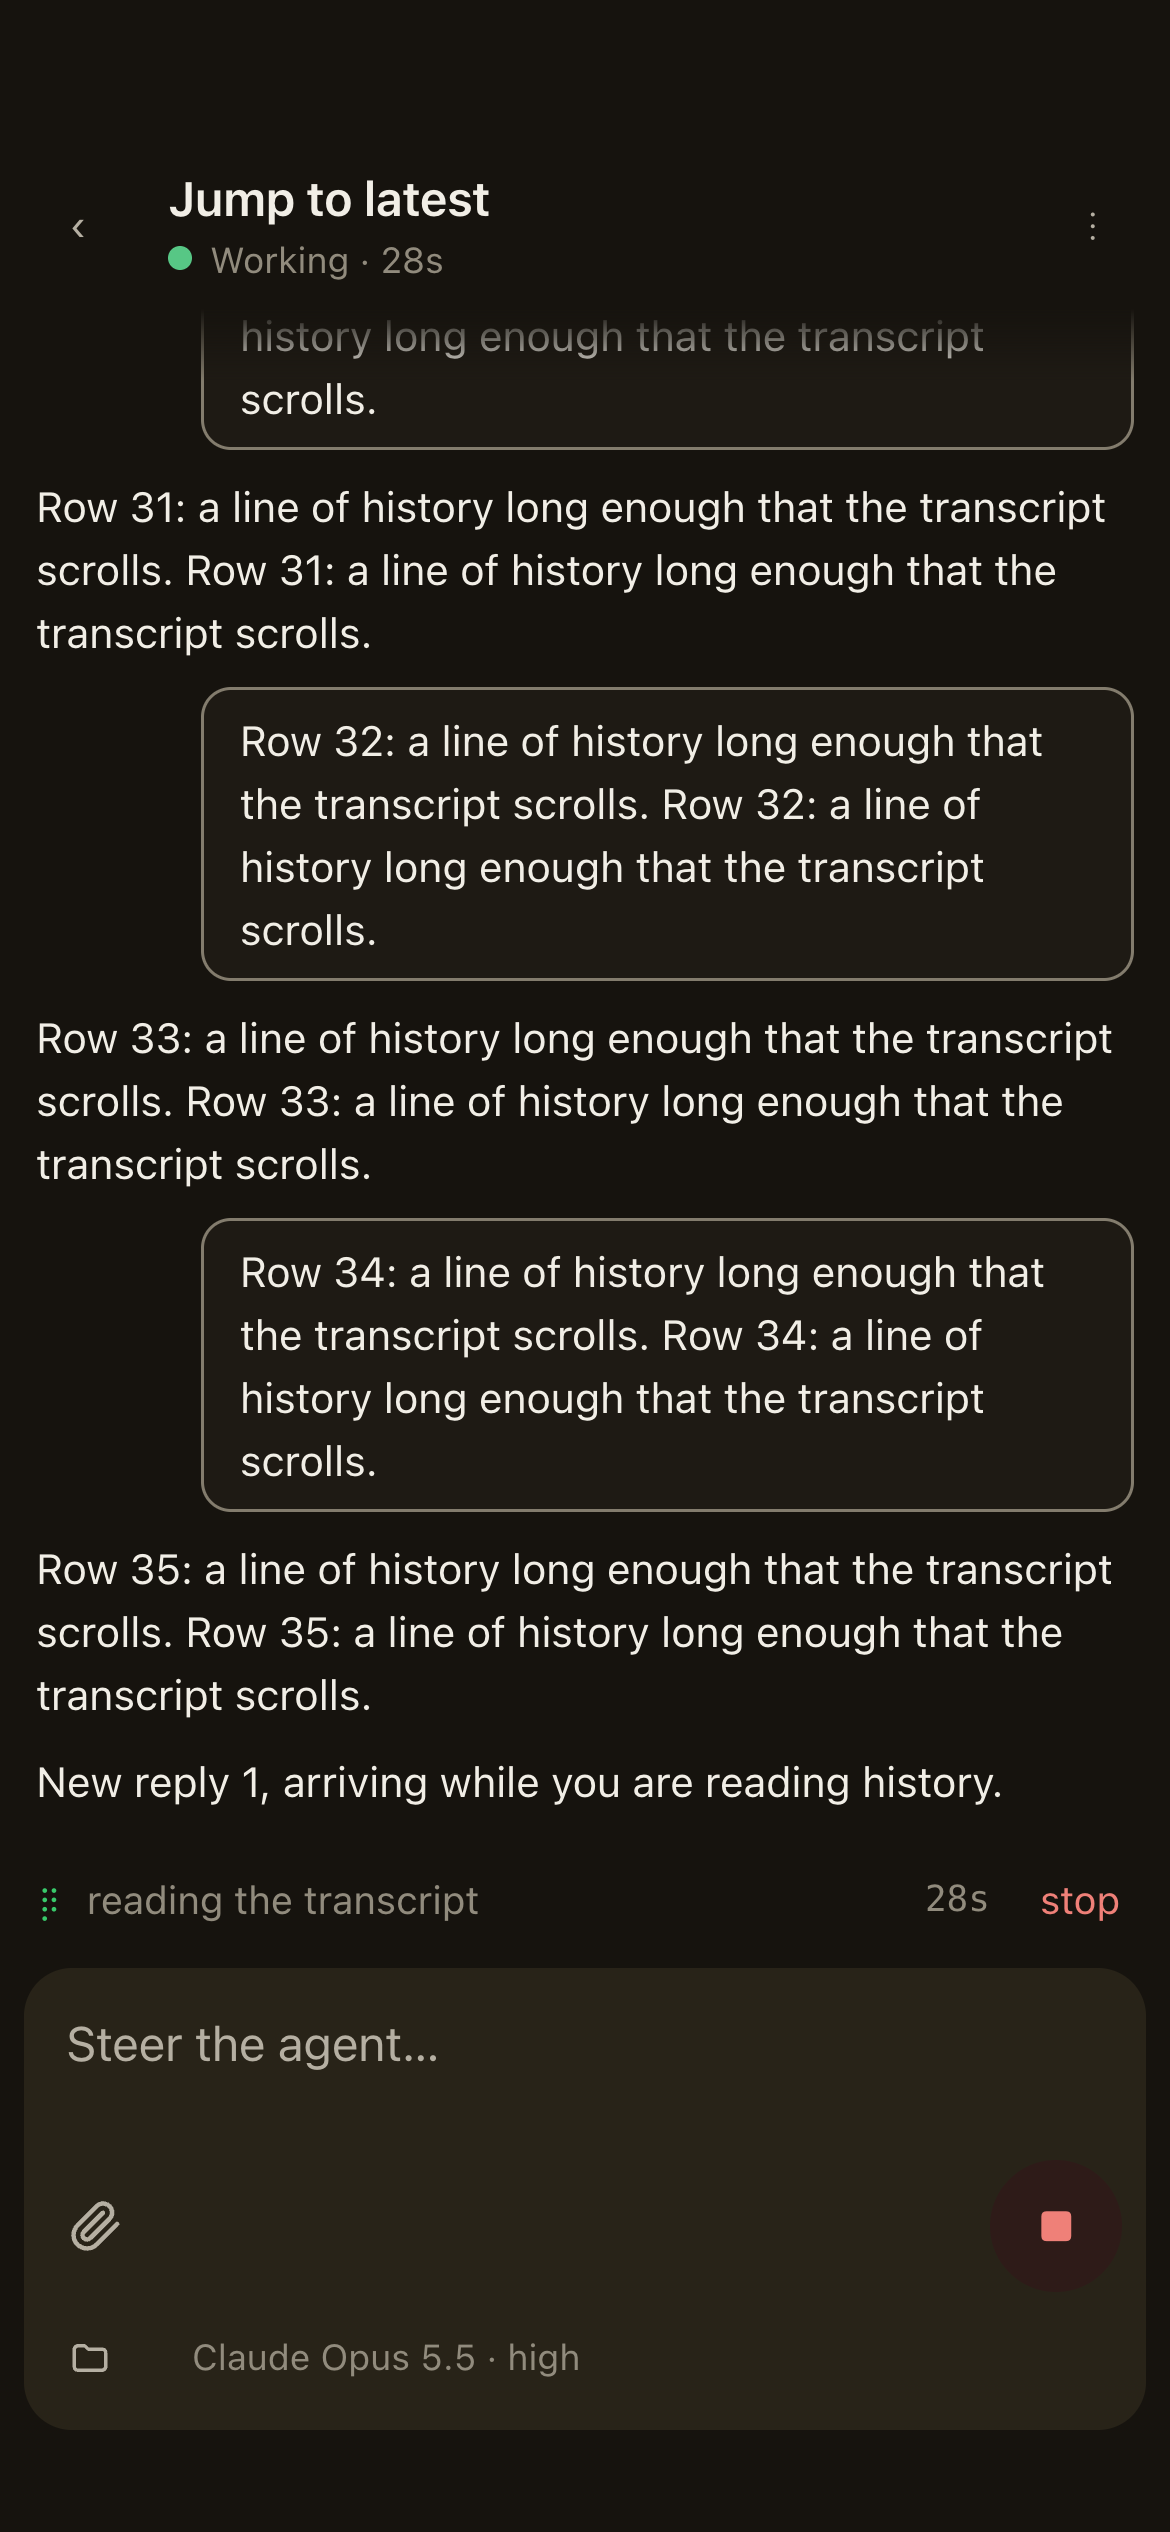 Jump to latest
Working · 28s
history long enough that the transcript
scrolls.
Row 31: a line of history long enough that the transcript
scrolls. Row 31: a line of history long enough that the
transcript scrolls.
Row 32: a line of history long enough that
the transcript scrolls. Row 32: a line of
history long enough that the transcript
scrolls.
Row 33: a line of history long enough that the transcript
scrolls. Row 33: a line of history long enough that the
transcript scrolls.
Row 34: a line of history long enough that
the transcript scrolls. Row 34: a line of
history long enough that the transcript
scrolls.
Row 35: a line of history long enough that the transcript
scrolls. Row 35: a line of history long enough that the
transcript scrolls.
New reply 1, arriving while you are reading history.
reading the transcript 28s stop
Steer the agent...
Claude Opus 5.5 · high